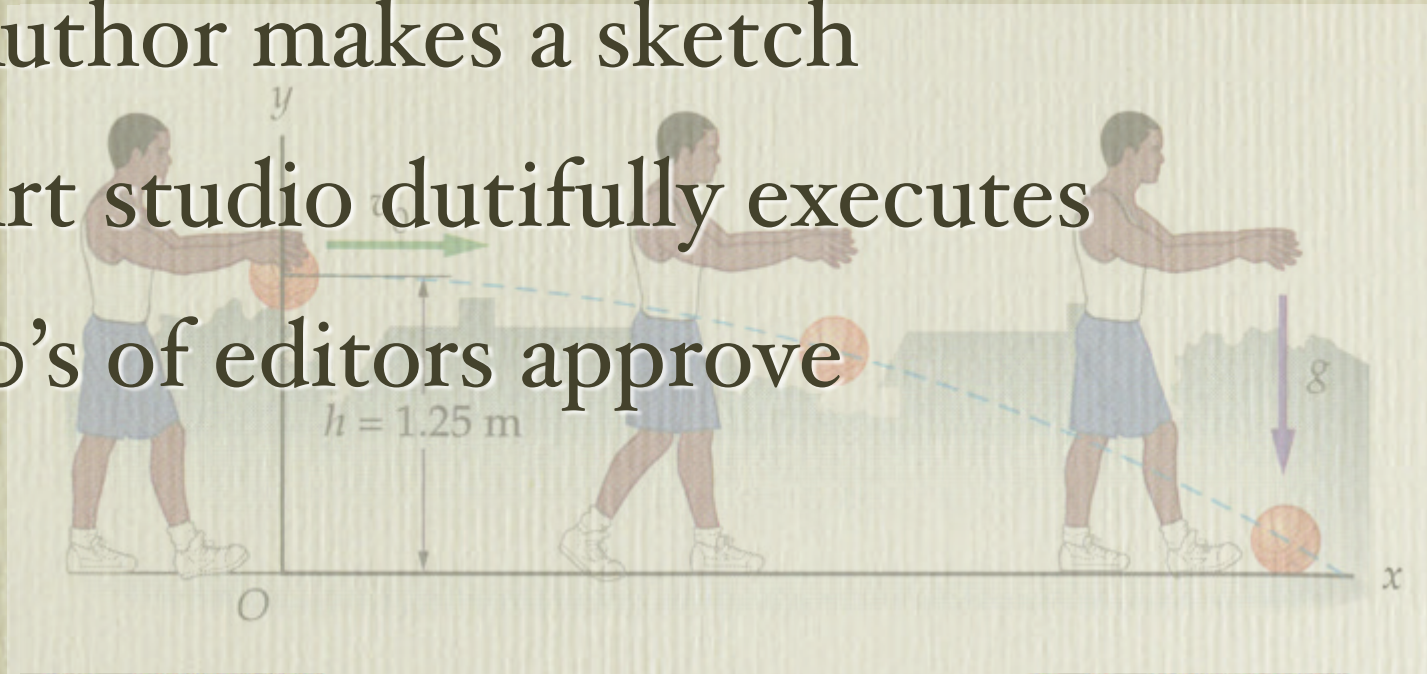 uthor makes a sketch
y
rt studio dutifully executes
o’s of editors approve
g
h = 1.25 m
x
O